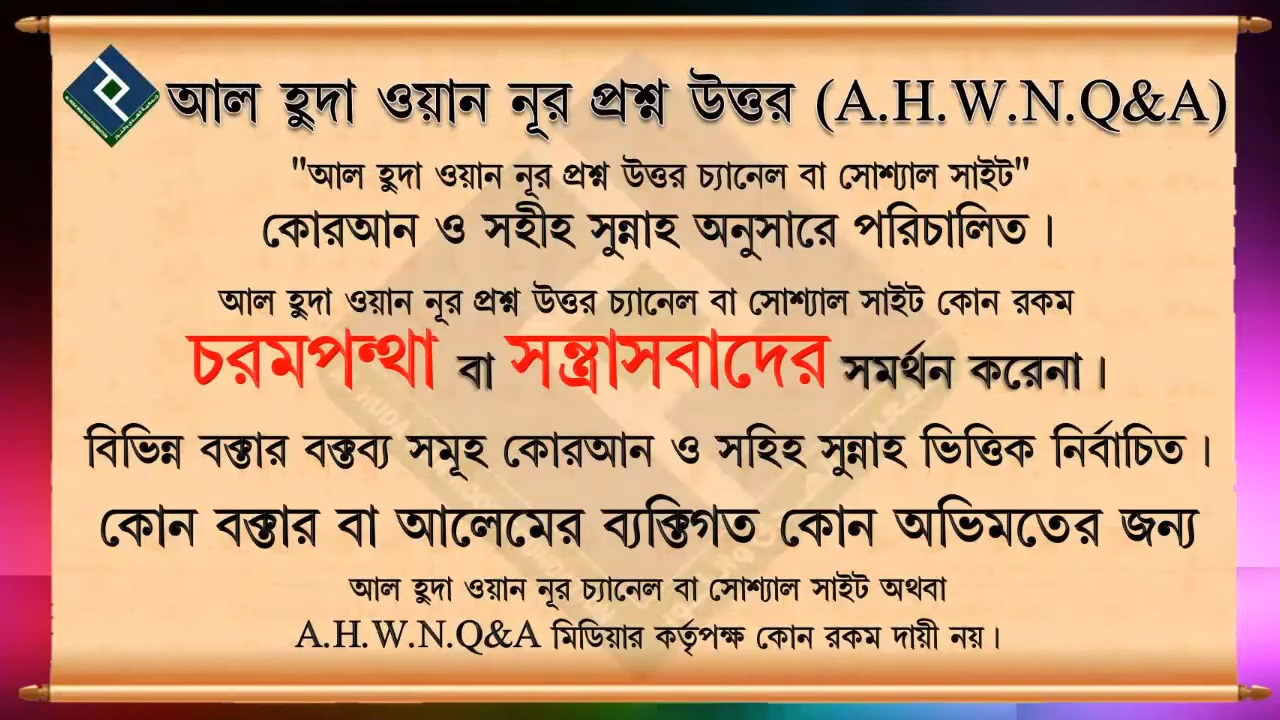 আল হুদা ওয়ান নূর প্রশ্ন উত্তর (A.H.W.N.Q&A)
"আল হুদা ওয়ান নূর প্রশ্ন উত্তর চ্যানেল বা সোশ্যাল সাইট"
কোরআন ও সহীহ সুন্নাহ অনুসারে পরিচালিত।
আল হুদা ওয়ান নূর প্রশ্ন উত্তর চ্যানেল বা সোশ্যাল সাইট কোন রকম
চরমপন্থা বা সন্ত্রাসবাদের সমর্থন করেনা।
বিভিন্ন বক্তার বক্তব্য সমূহ কোরআন ও সহিহ সুন্নাহ ভিত্তিক নির্বাচিত।
কোন বক্তার বা আলেমের ব্যক্তিগত কোন অভিমতের জন্য
আল হুদা ওয়ান নূর চ্যানেল বা সোশ্যাল সাইট অথবা
A.H.W.N.Q&A মিডিয়ার কর্তৃপক্ষ কোন রকম দায়ী নয়।